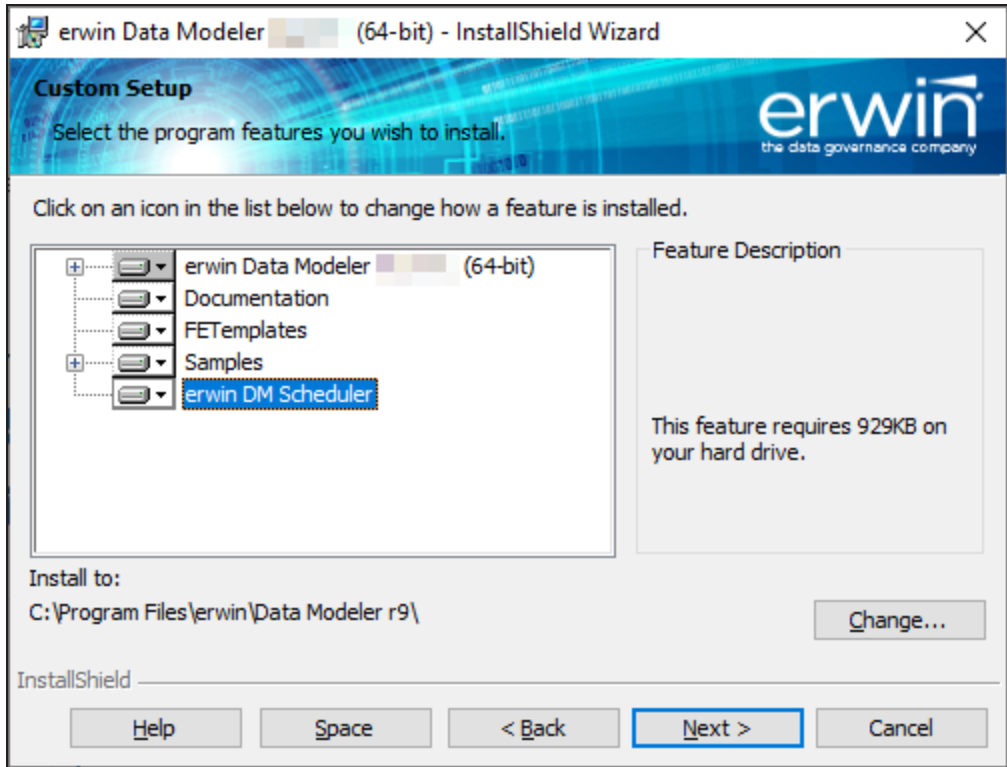 erwin Data Modeler (64-bit) - InstallShield Wizard
Custom Setup
Select the program features you wish to install.
erwin
the data governance company
Click on an icon in the list below to change how a feature is installed.
erwin Data Modeler (64-bit)
Documentation
FETemplates
Samples
erwin DM Scheduler
Feature Description
This feature requires 929KB on
your hard drive.
Install to:
C:\Program Files\erwin\Data Modeler r9\
Change...
InstallShield
Help
Space
< Back
Next >
Cancel